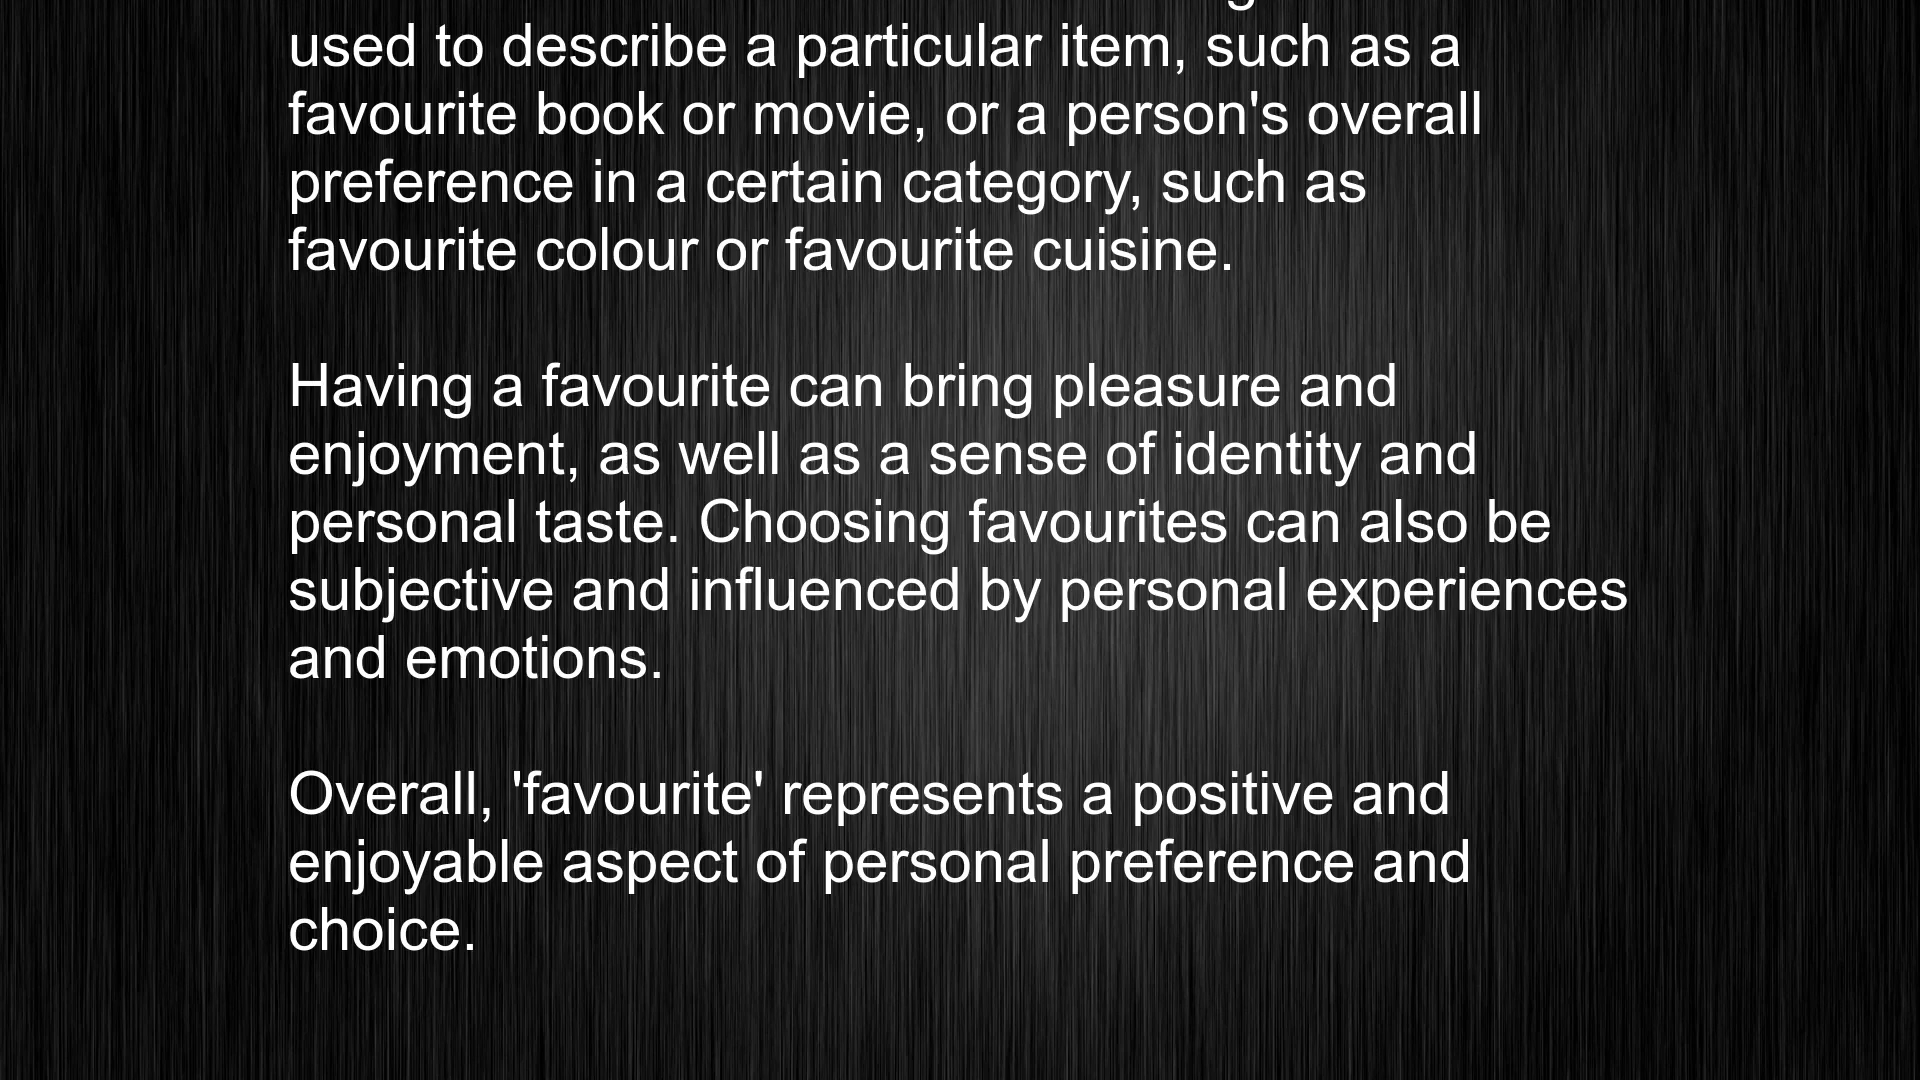 used to describe a particular item, such as a
favourite book or movie, or a person's overall
preference in a certain category, such as
favourite colour or favourite cuisine.
Having a favourite can bring pleasure and
enjoyment, as well as a sense of identity and
personal taste. Choosing favourites can also be
subjective and influenced by personal experiences
and emotions.
Overall, 'favourite' represents a positive and
enjoyable aspect of personal preference and
choice.